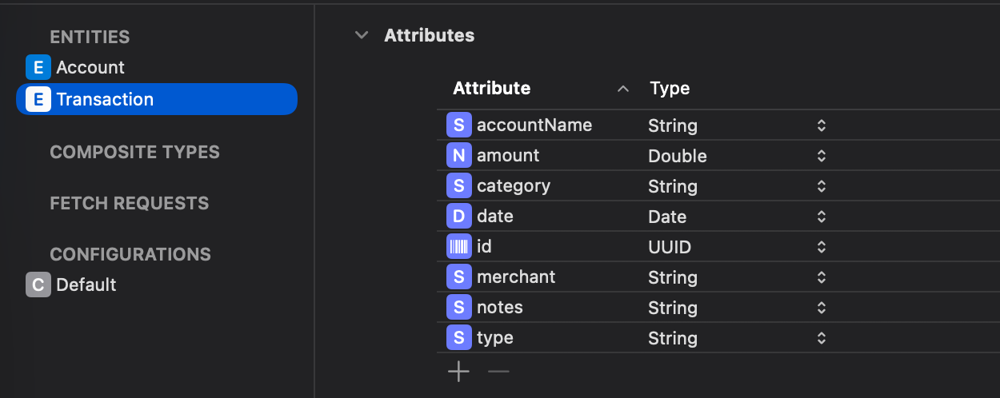 ENTITIES
E Account
E Transaction
COMPOSITE TYPES
FETCH REQUESTS
CONFIGURATIONS
C Default
Attributes
Attribute Type
S accountName String
N amount Double
S category String
D date Date
id UUID
S merchant String
S notes String
S type String